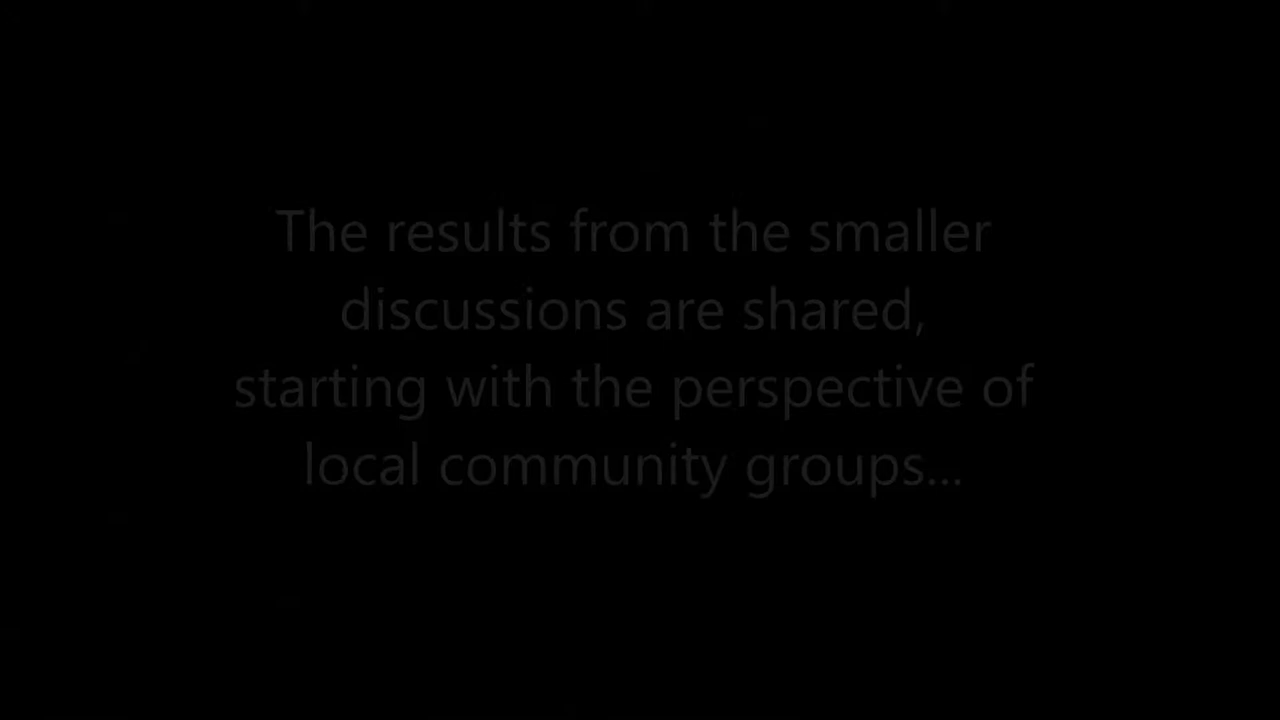 The results from the smaller
discussions are shared,
starting with the perspective of
local community groups...